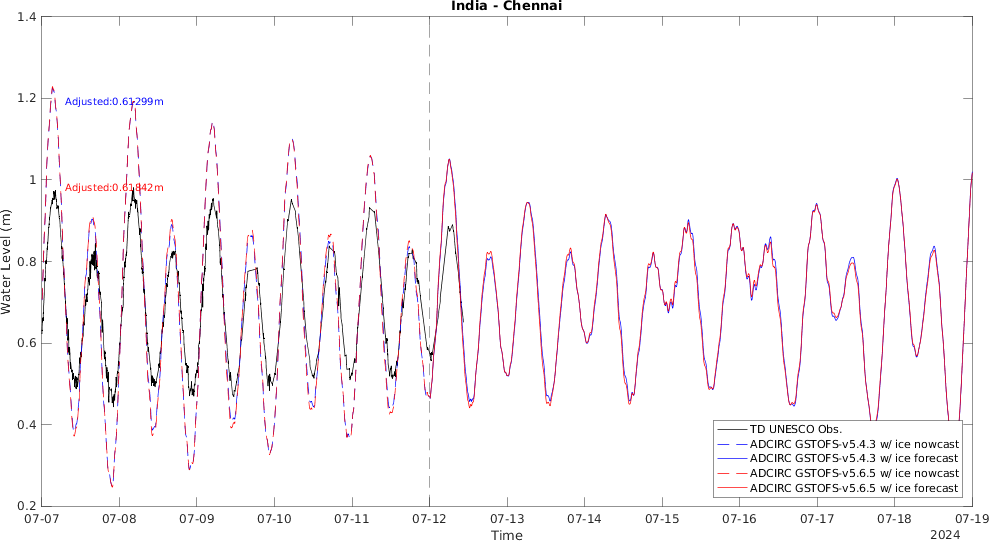 India - Chennai
Water Level (m)
1.4
1.2
1
0.8
0.6
0.4
0.2
Adjusted:0.61299m
Adjusted:0.61842m
TD UNESCO Obs.
ADCIRC GSTOFS-v5.4.3 w/ ice nowcast
ADCIRC GSTOFS-v5.4.3 w/ ice forecast
ADCIRC GSTOFS-v5.6.5 w/ ice nowcast
ADCIRC GSTOFS-v5.6.5 w/ ice forecast
07-07 07-08 07-09 07-10 07-11 07-12 07-13 07-14 07-15 07-16 07-17 07-18 07-19
Time
2024